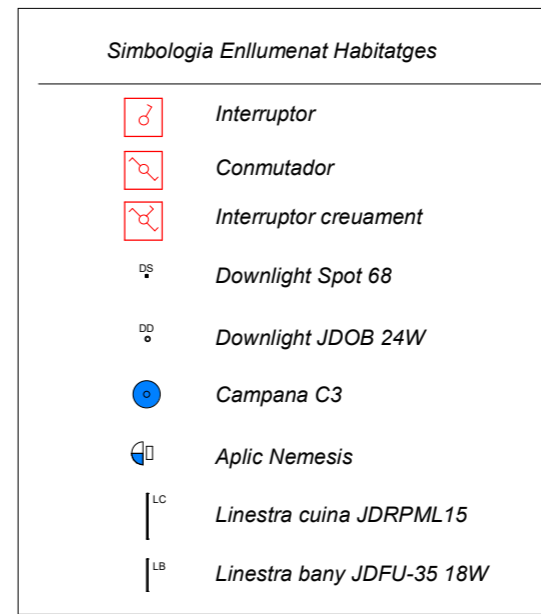 Simbologia Enllumenat Habitatges
Interruptor
Conmutador
Interruptor creuament
DS Downlight Spot 68
DD Downlight JDOB 24W
Campana C3
Aplic Nemesis
LC Linestra cuina JDRPML15
LB Linestra bany JDFU-35 18W